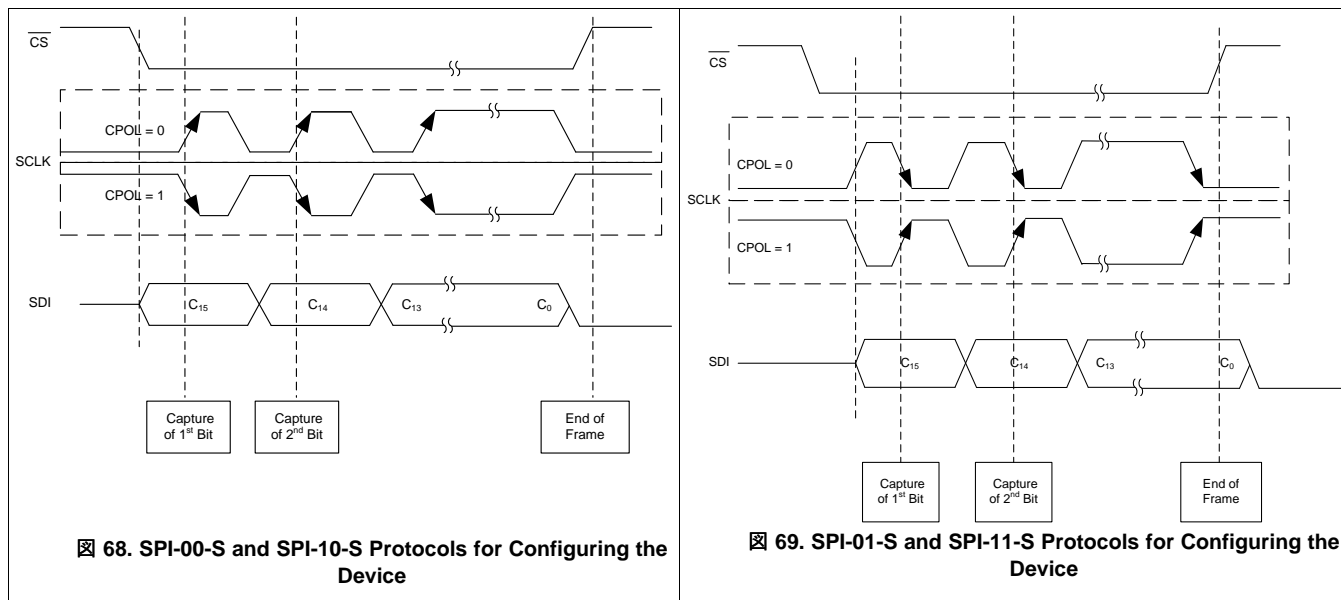 CS
CPOL = 0
SCLK
CPOL = 1
SDI
C15
C14
C13
C0
Capture
of 1st Bit
Capture
of 2nd Bit
End of
Frame
図 68. SPI-00-S and SPI-10-S Protocols for Configuring the
Device
CS
CPOL = 0
SCLK
CPOL = 1
SDI
C15
C14
C13
C0
Capture
of 1st Bit
Capture
of 2nd Bit
End of
Frame
図 69. SPI-01-S and SPI-11-S Protocols for Configuring the
Device